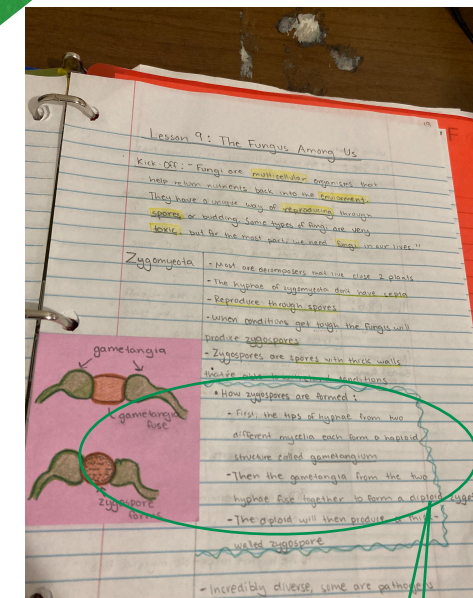 19
Lesson 9: The Fungus Among Us
Kick-Off: - Fungi are multicellular organisms that
help return nutrients back into the
They have a unique way of reproducing through
spores or budding. Some types of fungi are very
toxic, but for the most part, we need fungi in our lives."
Zygomycota
- Most are decomposers that live close 2 plants
- The hyphae of zygomycota don't have septa
- Reproduce through spores
- When conditions get tough the fungus will
produce zygospores
- Zygospores are spores with thick walls
that're able
conditions
• How zygospores are formed:
- First, the tips of hyphae from two
different mycelia each form a haploid
structure called gametangium
- Then the gametangia from the two
hyphae fuse together to form a diploid
- The diploid will then produce a
walled zygospore
- Incredibly diverse, some are pathogens
gametangia
gametangia
fuse
zygospore
forms
F